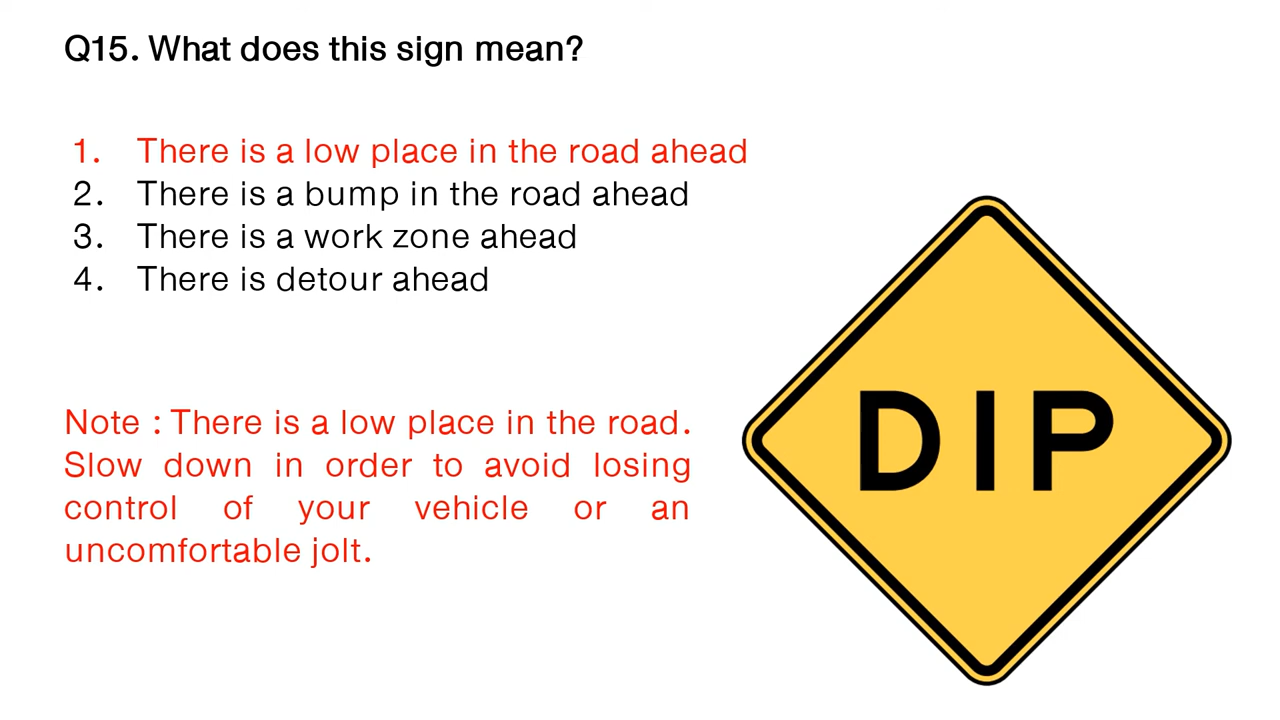 Q15. What does this sign mean?
1. There is a low place in the road ahead
2. There is a bump in the road ahead
3. There is a work zone ahead
4. There is detour ahead
Note : There is a low place in the road.
Slow down in order to avoid losing
control of your vehicle or an
uncomfortable jolt.
DIP